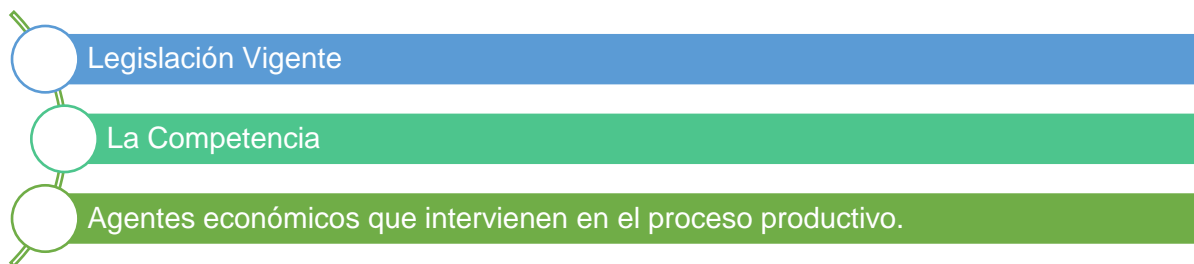 Legislación Vigente
La Competencia
Agentes económicos que intervienen en el proceso productivo.